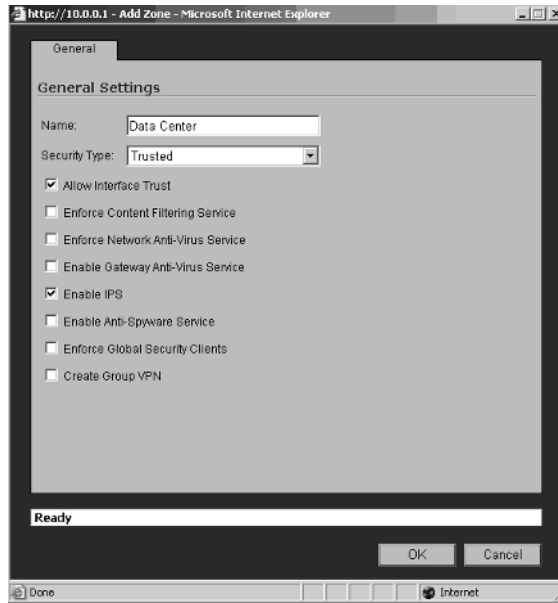 http://10.0.0.1 - Add Zone - Microsoft Internet Explorer
General
General Settings
Name: Data Center
Security Type: Trusted
Allow Interface Trust
Enforce Content Filtering Service
Enforce Network Anti-Virus Service
Enable Gateway Anti-Virus Service
Enable IPS
Enable Anti-Spyware Service
Enforce Global Security Clients
Create Group VPN
Ready
OK Cancel
Done Internet